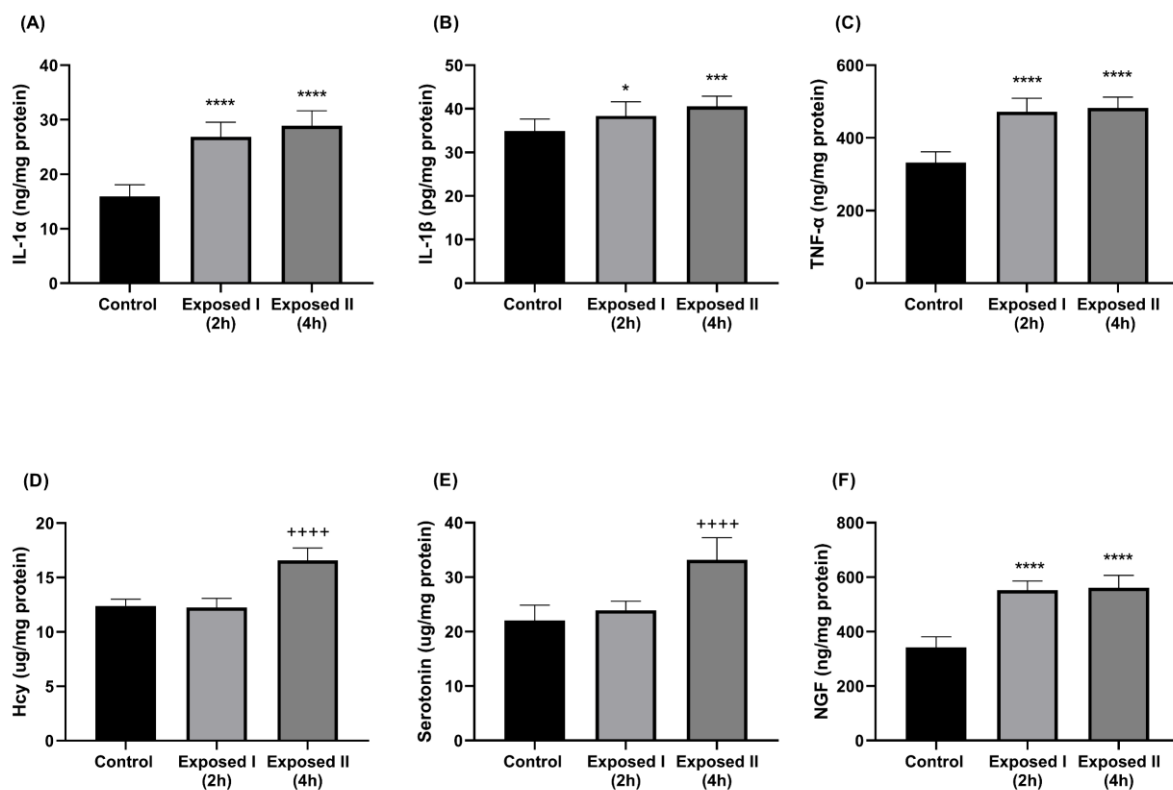 (A)
IL-1α (ng/mg protein)
40
30
20
10
0
****
****
Control
Exposed I
(2h)
Exposed II
(4h)
(B)
IL-1β (pg/mg protein)
50
40
30
20
10
0
*
***
Control
Exposed I
(2h)
Exposed II
(4h)
(C)
TNF-α (ng/mg protein)
600
400
200
0
****
****
Control
Exposed I
(2h)
Exposed II
(4h)
(D)
Hcy (ug/mg protein)
20
15
10
5
0
++++
Control
Exposed I
(2h)
Exposed II
(4h)
(E)
Serotonin (ug/mg protein)
40
30
20
10
0
++++
Control
Exposed I
(2h)
Exposed II
(4h)
(F)
NGF (ng/mg protein)
800
600
400
200
0
****
****
Control
Exposed I
(2h)
Exposed II
(4h)